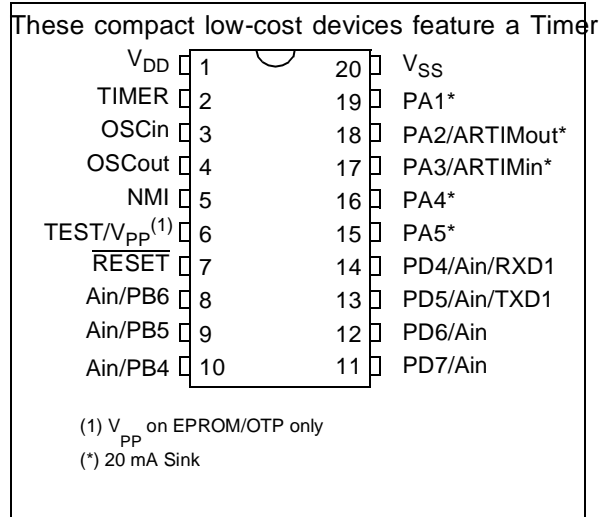 These compact low-cost devices feature a Timer
VDD 1 20 VSS
TIMER 2 19 PA1*
OSCin 3 18 PA2/ARTIMout*
OSCout 4 17 PA3/ARTIMin*
NMI 5 16 PA4*
TEST/VPP(1) 6 15 PA5*
RESET 7 14 PD4/Ain/RXD1
Ain/PB6 8 13 PD5/Ain/TXD1
Ain/PB5 9 12 PD6/Ain
Ain/PB4 10 11 PD7/Ain
(1) VPP on EPROM/OTP only
(*) 20 mA Sink